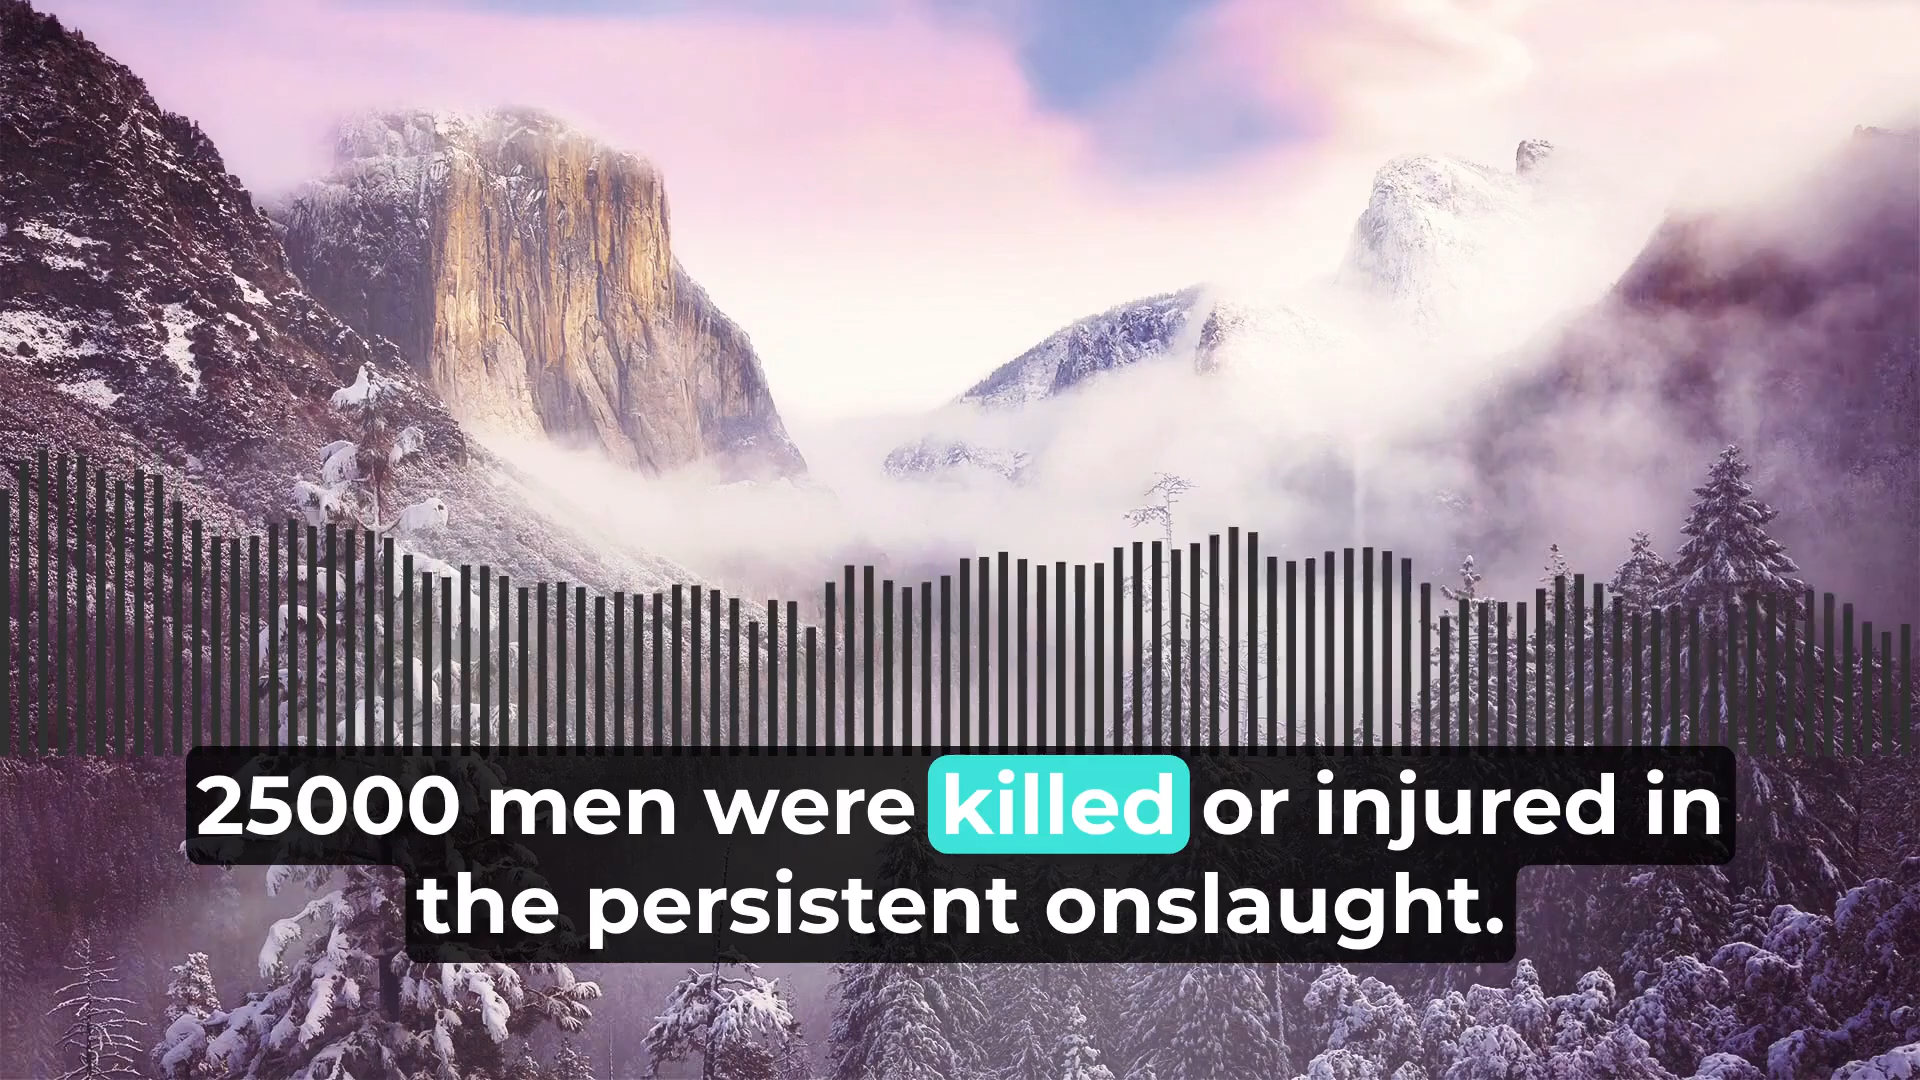 25000 men were killed or injured in
the persistent onslaught.